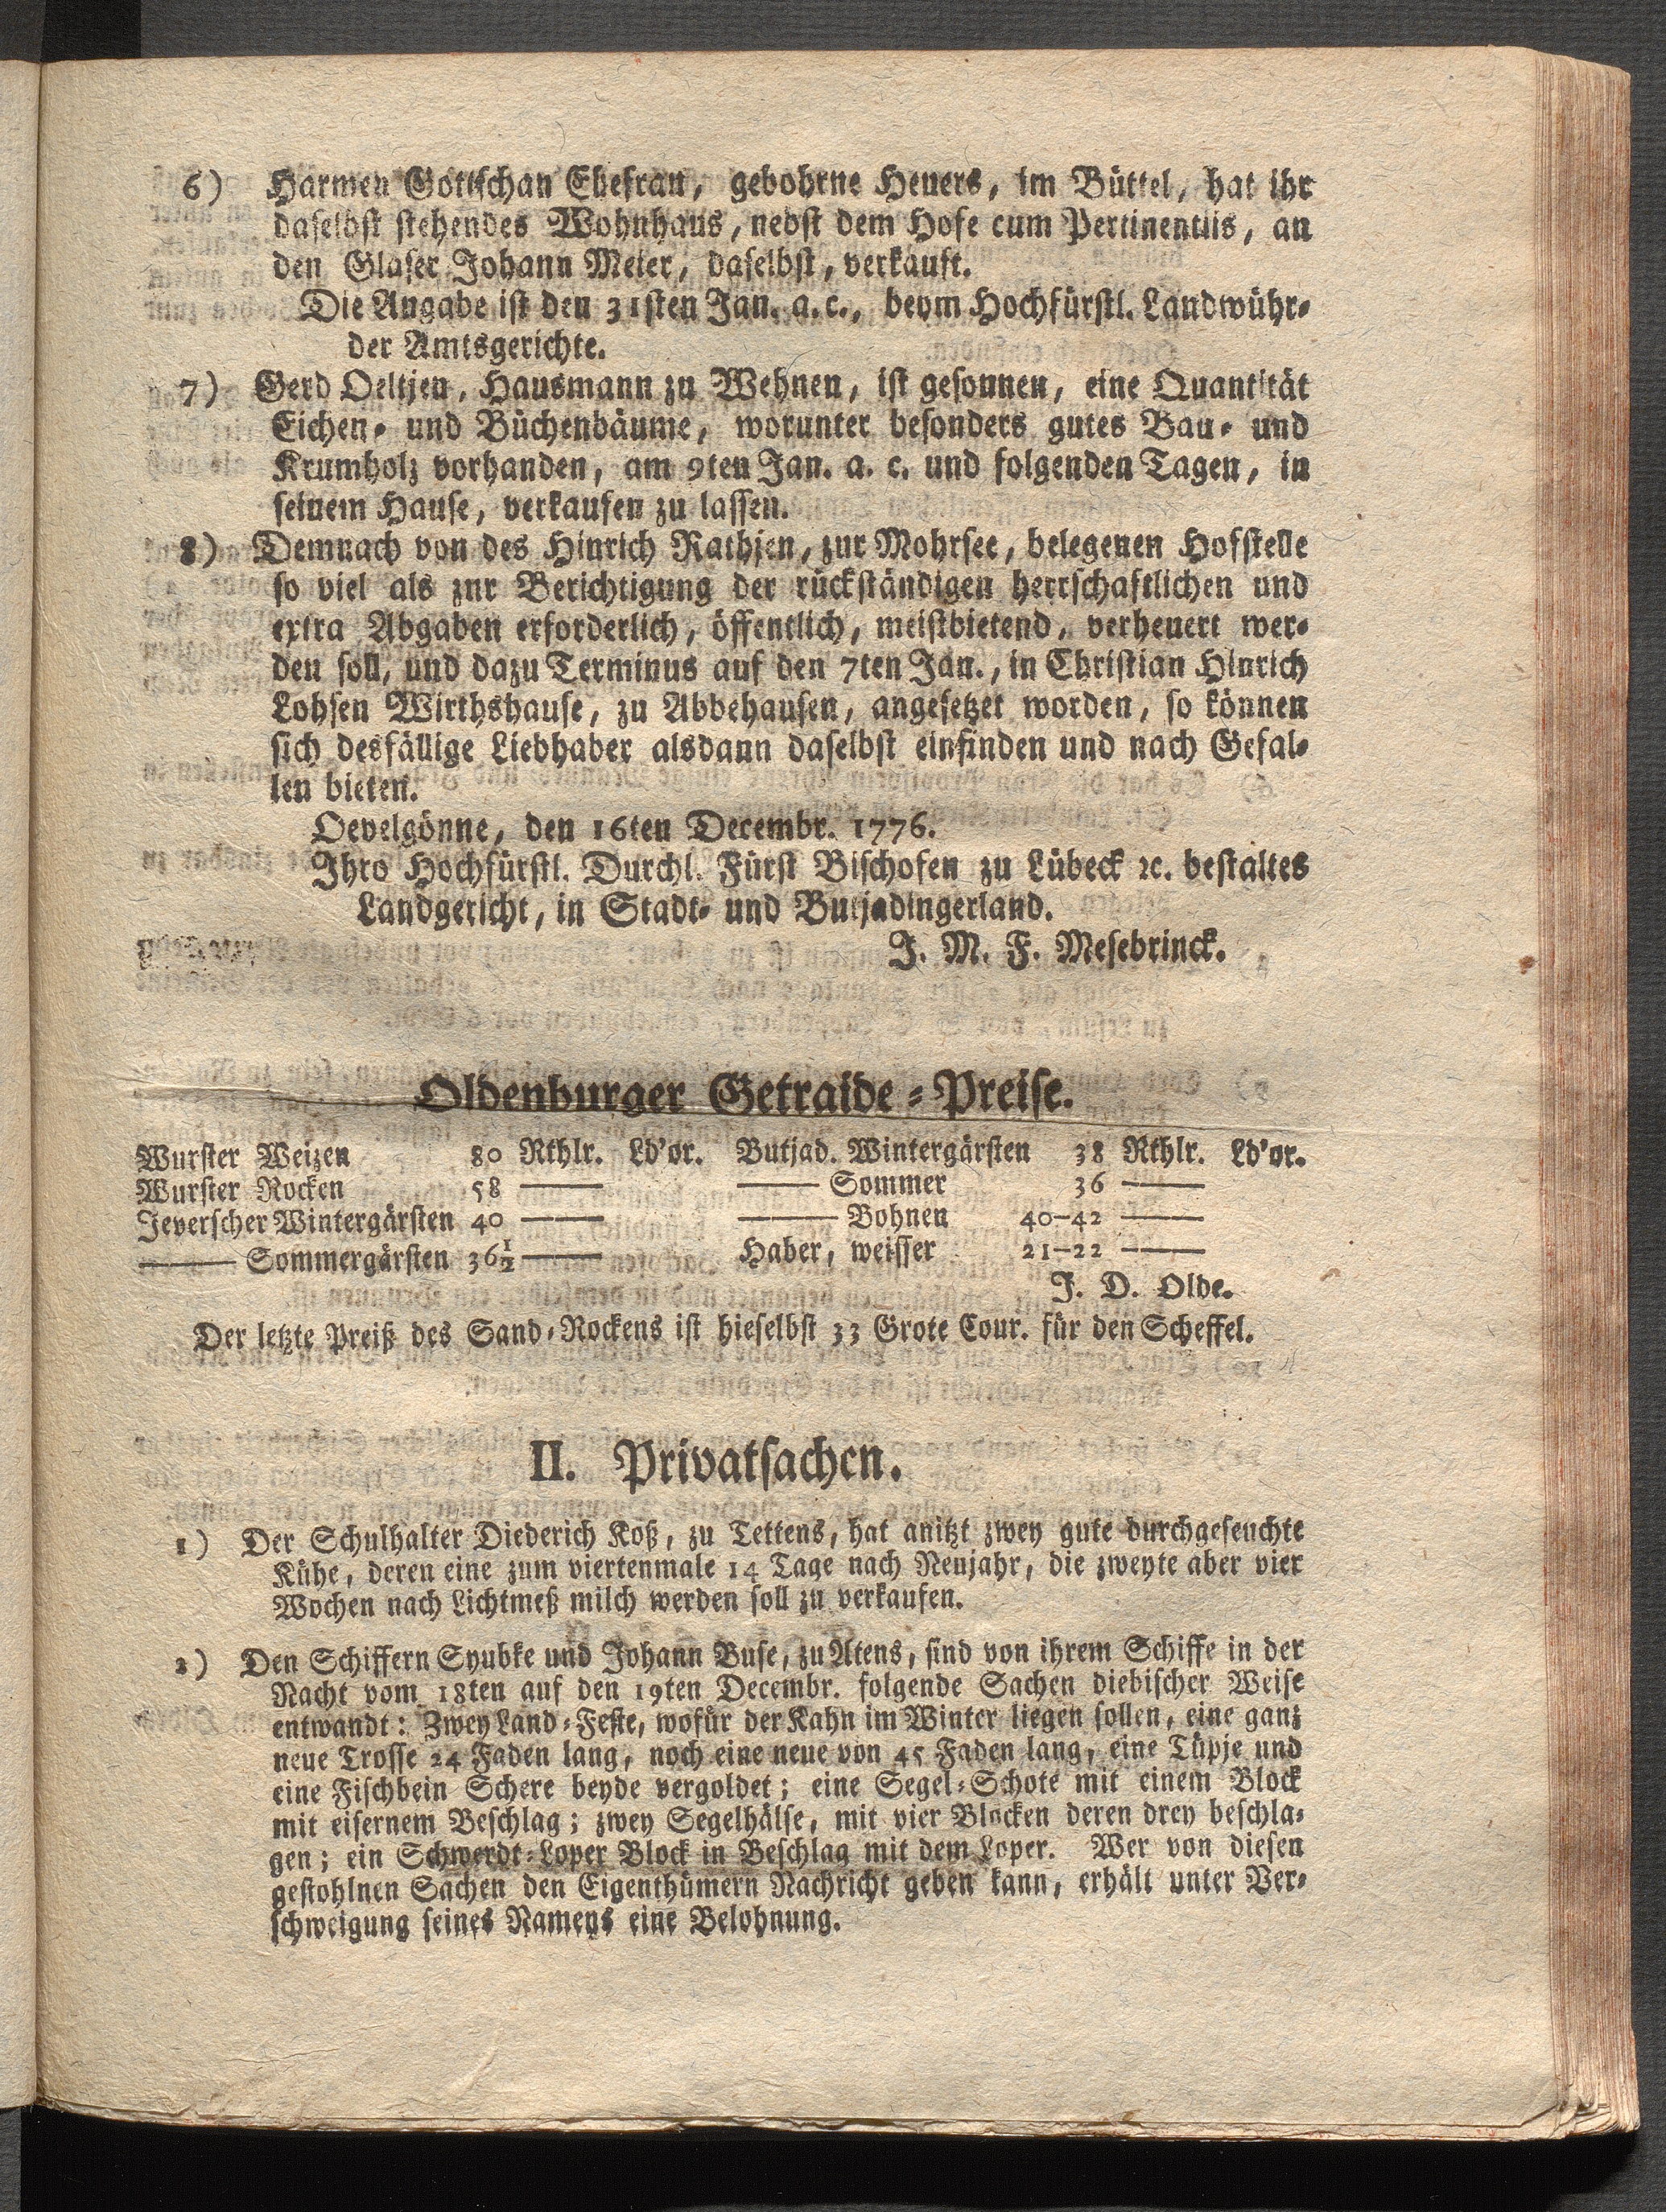 6) Harmen Gottschan Ehefrau, gebohrne Heuers, im Büttel, hat ihr
daselbst stehendes Wohnhaus, nebst dem Hofe cum Pertinentiis, an
den Glaser Johann Meier, daselbst, verkauft.
Die Angabe ist den 31sten Jan. a. c., beym Hochfürstl. Landwühr-
der Amtsgerichte.
7) Gerd Oeltjen, Hausmann zu Wehnen, ist gesonnen, eine Quantität
Eichen- und Büchenbäume, worunter besonders gutes Bau- und
Krumholz vorhanden, am 9ten Jan. a. c. und folgenden Tagen, in
seinem Hause, verkaufen zu lassen.
8) Demnach von des Hinrich Rathjen, zur Mohrsee, belegenen Hofstelle
so viel als zur Berichtigung der rückständigen herrschaftlichen und
extra Abgaben erforderlich, öffentlich, meistbietend, verheuert wer-
den soll, und dazu Terminus auf den 7ten Jan., in Christian Hinrich
Lohsen Wirthshause, zu Abbehausen, angesetzet worden, so können
sich desfällige Liebhaber alsdann daselbst einfinden und nach Gefal-
len bieten.
Oevelgönne, den 16ten Decembr. 1776.
Ihro Hochfürstl. Durchl. Fürst Bischofen zu Lübeck ꝛc. bestaltes
Landgericht, in Stadt- und Butjadingerland.
J. M. F. Mesebrinck.
Oldenburger Getraide-Preise.
Wurster Weizen 80 Rthlr. Ld'or. Butjad. Wintergärsten 38 Rthlr. Ld'or.
Wurster Rocken 58 —— —— Sommer 36 ——
Jeverscher Wintergärsten 40 —— —— Bohnen 40-42 ——
—— Sommergärsten 36½ —— Haber, weisser 21-22 ——
J. D. Olde.
Der letzte Preiß des Sand-Rockens ist hieselbst 33 Grote Cour. für den Scheffel.
II. Privatsachen.
1) Der Schulhalter Diederich Koß, zu Tettens, hat anitzt zwey gute durchgeseuchte
Kühe, deren eine zum viertenmale 14 Tage nach Neujahr, die zweyte aber vier
Wochen nach Lichtmeß milch werden soll zu verkaufen.
2) Den Schiffern Syubke und Johann Buse, zu Atens, sind von ihrem Schiffe in der
Nacht vom 18ten auf den 19ten Decembr. folgende Sachen diebischer Weise
entwandt: Zwey Land-Feste, wofür der Kahn im Winter liegen sollen, eine ganz
neue Trosse 24 Faden lang, noch eine neue von 45 Faden lang, eine Tüpje und
eine Fischbein Schere beyde vergoldet; eine Segel-Schote mit einem Block
mit eisernem Beschlag; zwey Segelhälse, mit vier Blocken deren drey beschla-
gen; ein Schwerdt-Loper Block in Beschlag mit dem Loper. Wer von diesen
gestohlnen Sachen den Eigenthümern Nachricht geben kann, erhält unter Ver-
schweigung seines Namens eine Belohnung.